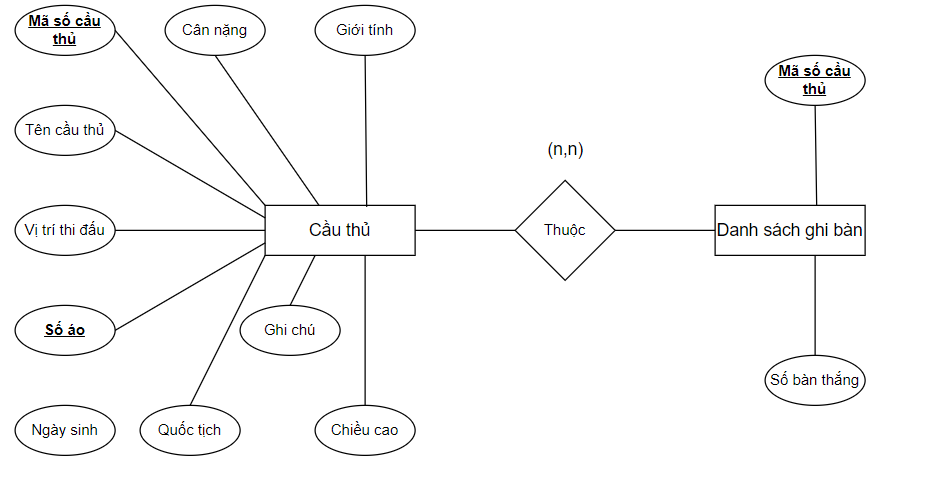 Mã số cầu
thủ
Cân nặng
Giới tính
Mã số cầu
thủ
Tên cầu thủ
(n,n)
Vị trí thi đấu
Cầu thủ
Thuộc
Danh sách ghi bàn
Số áo
Ghi chú
Số bàn thắng
Ngày sinh
Quốc tịch
Chiều cao